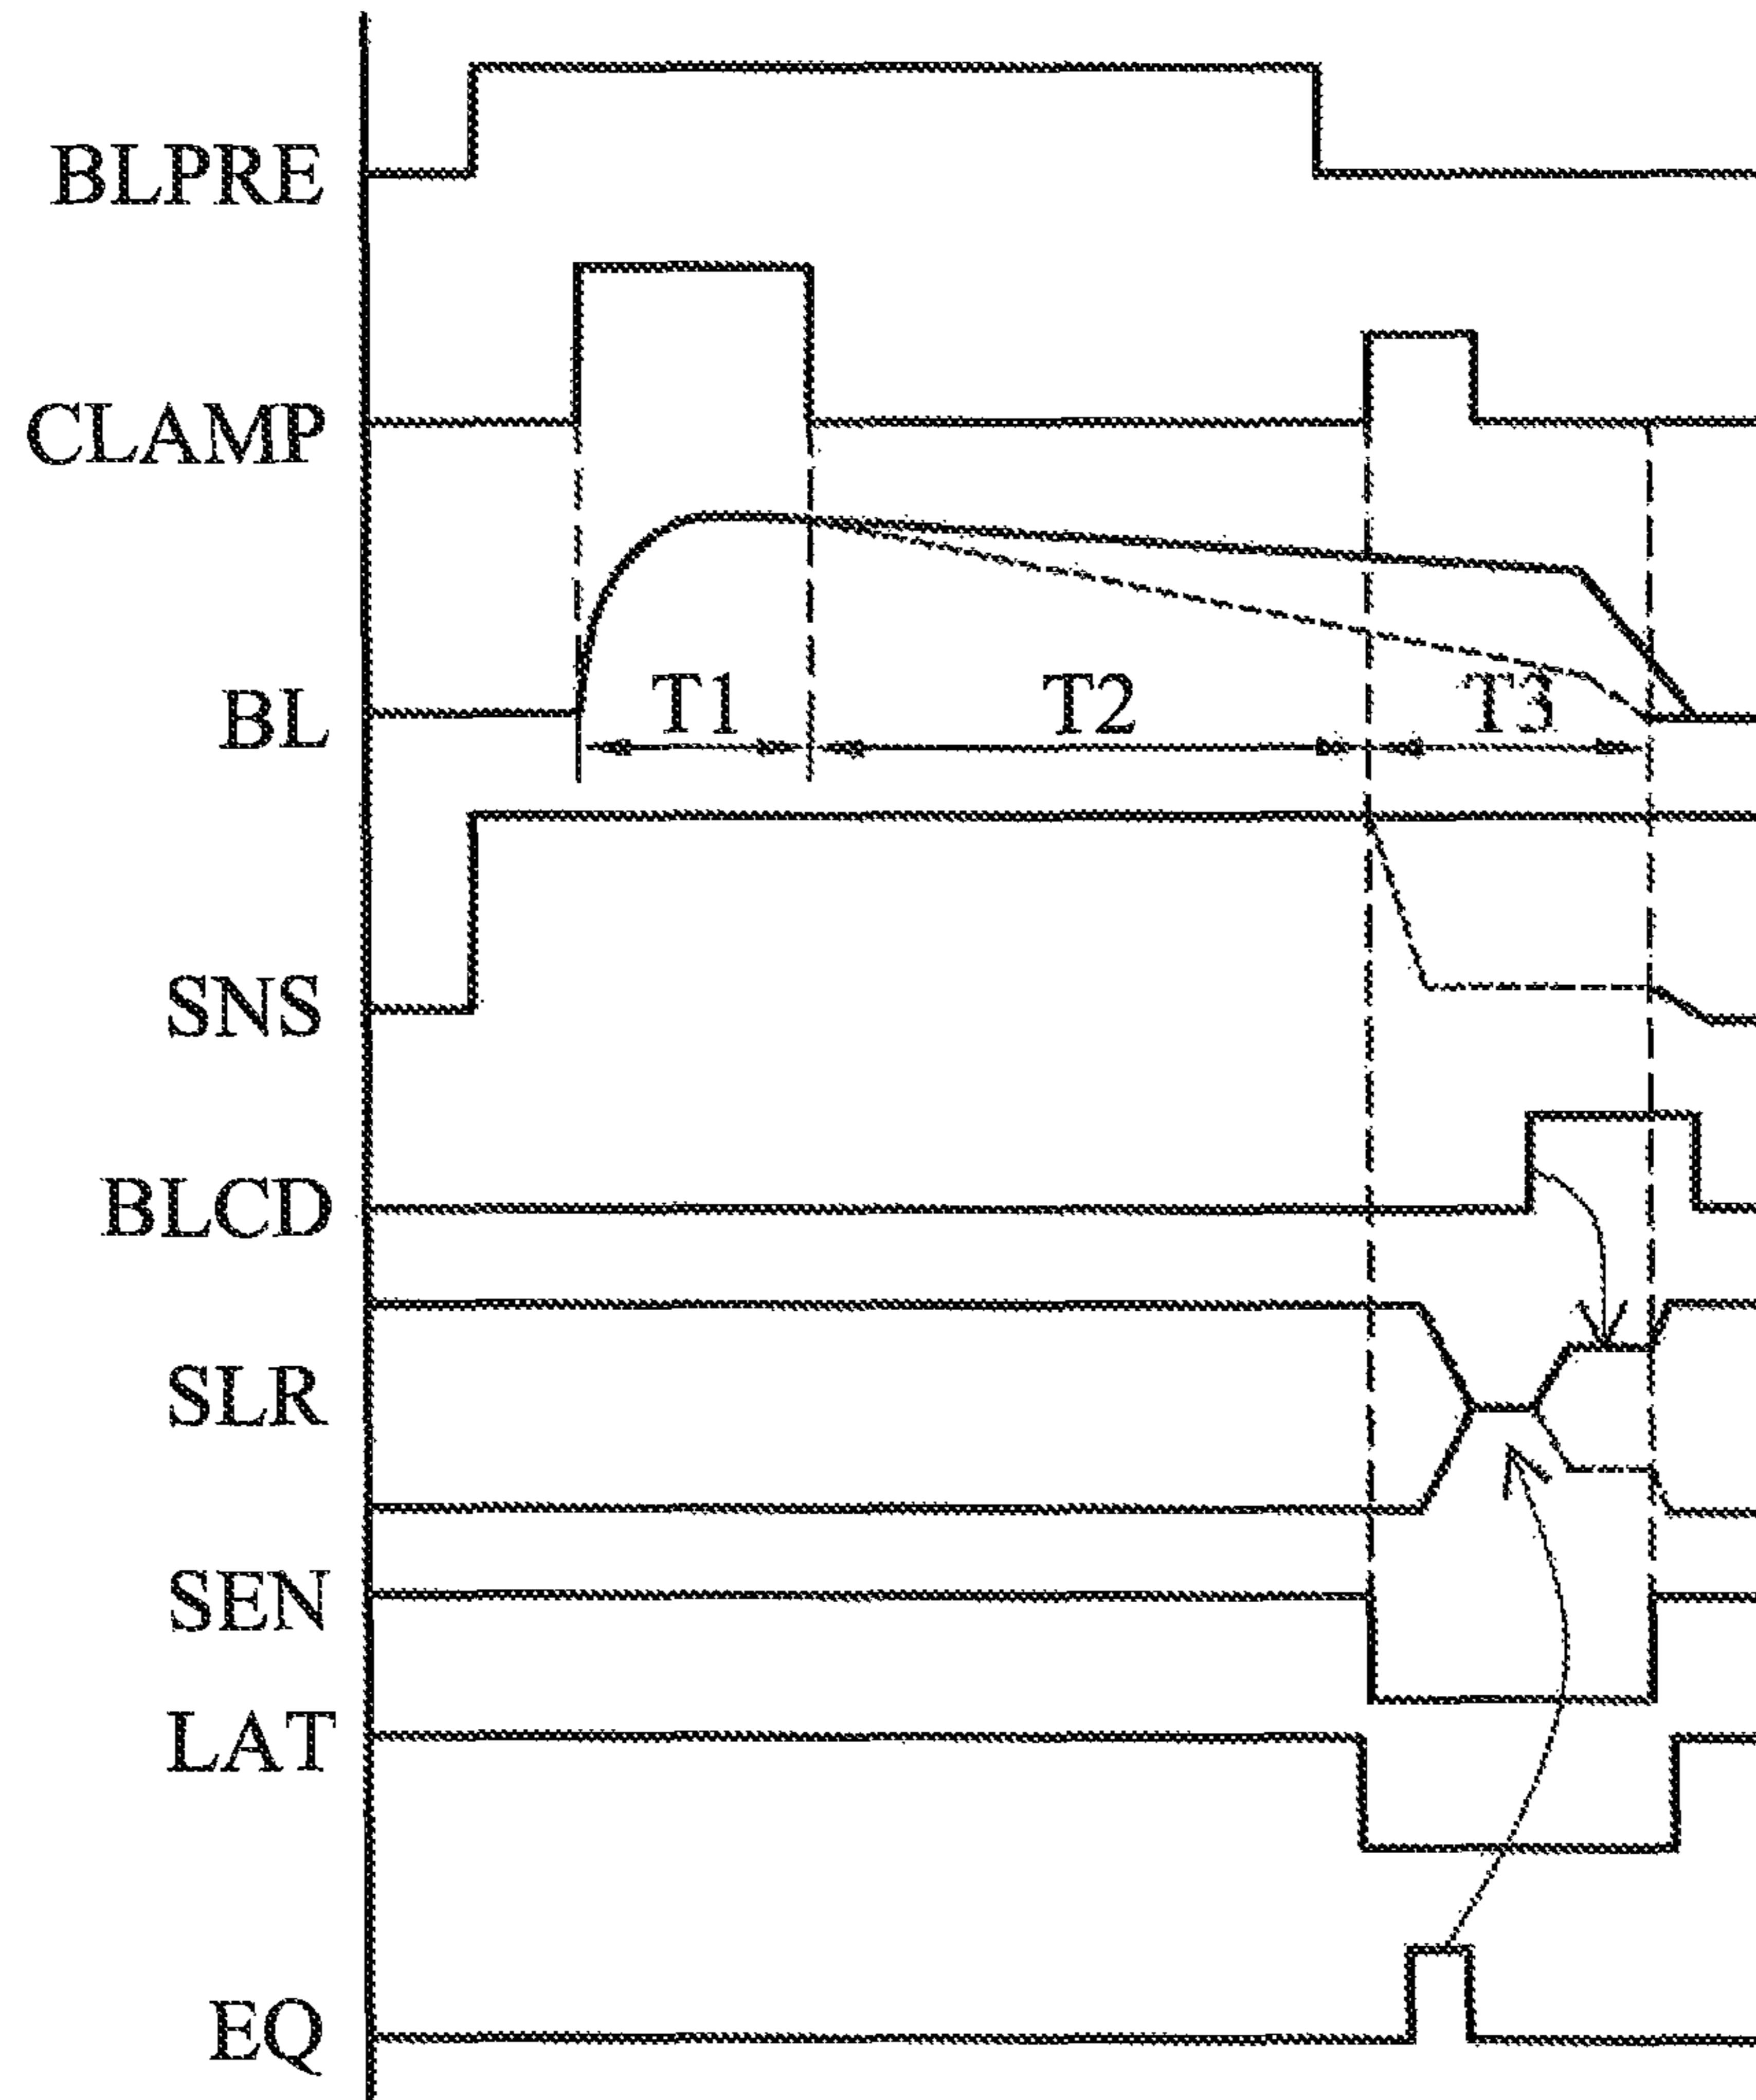 BLPRE
CLAMP
BL
T1
T2
T3
SNS
BLCD
SLR
SEN
LAT
EQ